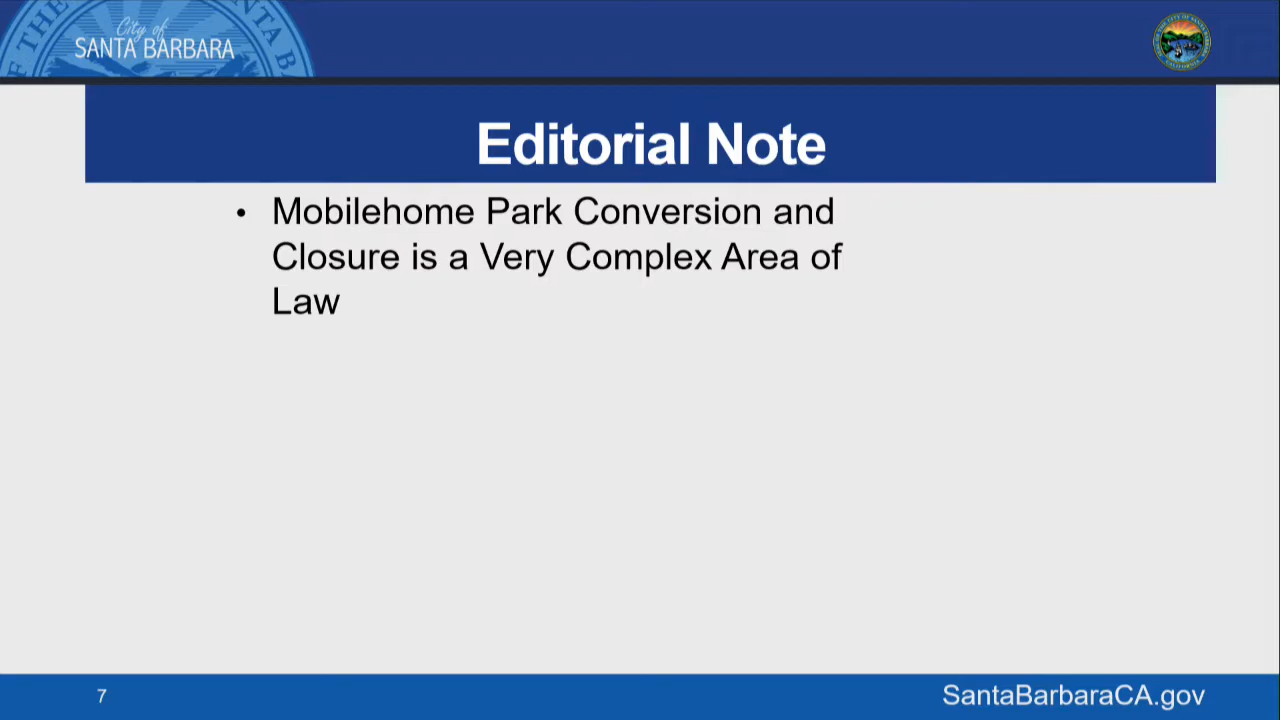 City of
SANTA BARBARA
Editorial Note
• Mobilehome Park Conversion and
Closure is a Very Complex Area of
Law
7
SantaBarbaraCA.gov